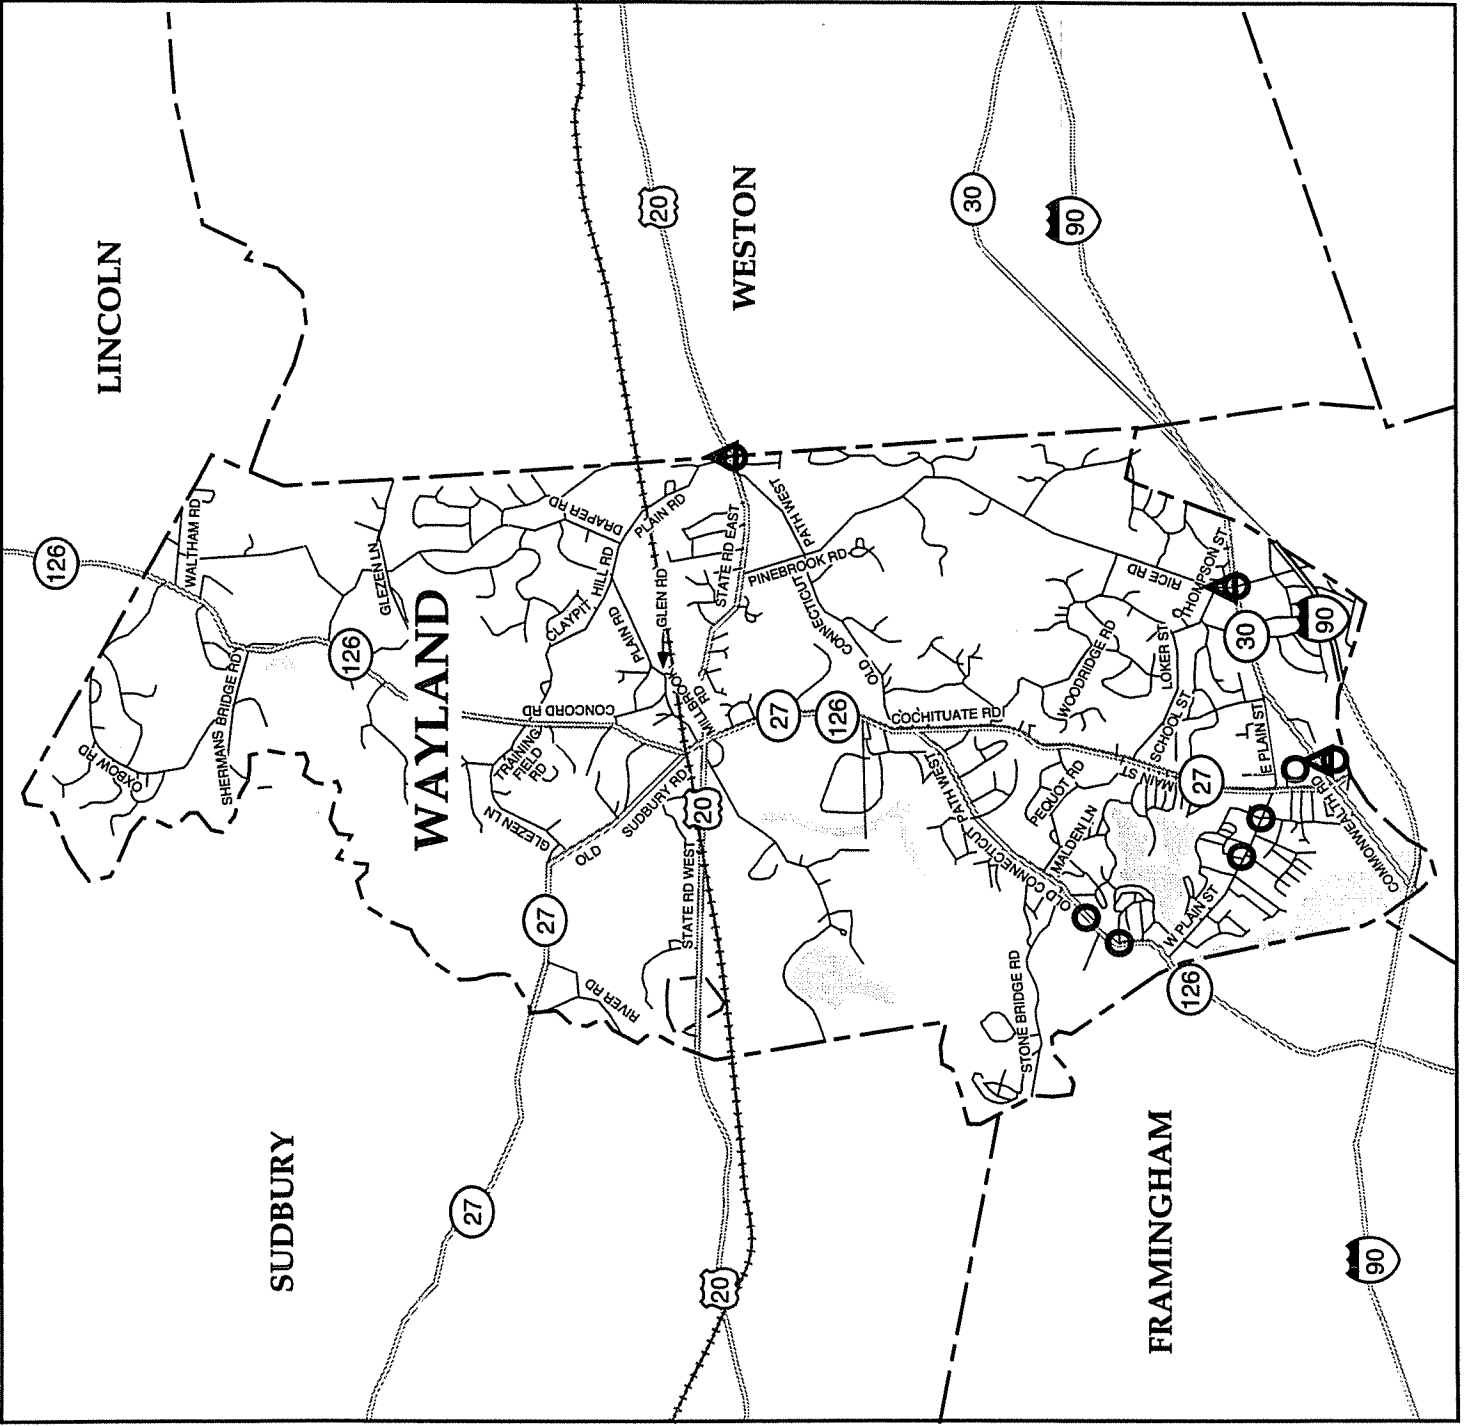 LINCOLN
WESTON
SUDBURY
FRAMINGHAM
WAYLAND
126
WALTHAM RD
GLEZEN LN
SHERMANS BRIDGE RD
OXBOW RD
126
20
30
90
DRAPER RD
PLAIN RD
CLAYPIT HILL RD
PLAIN RD
GLEN RD
STATE RD EAST
PINEBROOK RD
OLD CONNECTICUT PATH WEST
MILLBROOK RD
CONCORD RD
TRAINING
FIELD
RD
GLEZEN LN
OLD SUDBURY RD
20
STATE RD WEST
27
RIVER RD
27
20
27
126
COCHITUATE RD
OLD CONNECTICUT PATH WEST
RICE RD
THOMPSON ST
WOODRIDGE RD
LOKER ST
SCHOOL ST
MAIN ST
PEQUOT RD
MALDEN LN
30
90
E PLAIN ST
27
COMMONWEALTH RD
W PLAIN ST
126
STONE BRIDGE RD
90